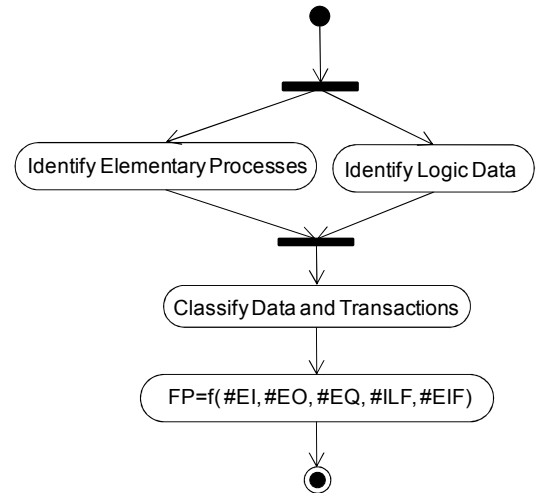 Identify Elementary Processes
Identify Logic Data
Classify Data and Transactions
FP=f( #EI, #EO, #EQ, #ILF, #EIF)